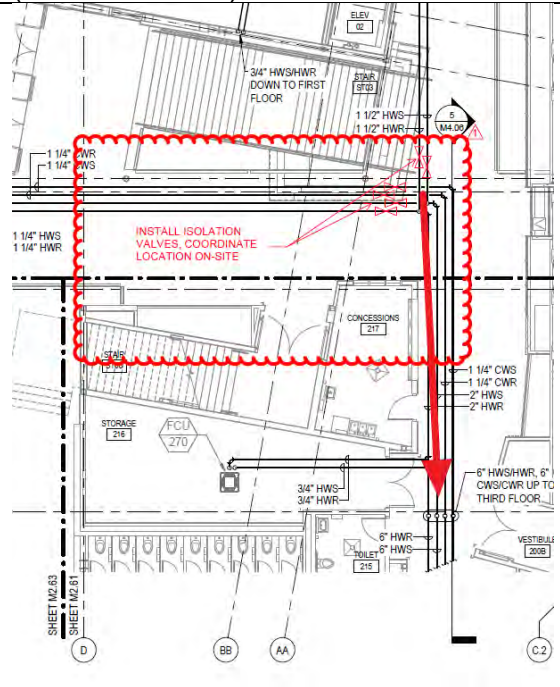 ELEV
02
3/4" HWS/HWR
DOWN TO FIRST
FLOOR
STAIR
ST03
1 1/2" HWS
1 1/2" HWR
5
M4.06
1
1 1/4" CWR
1 1/4" CWS
INSTALL ISOLATION
VALVES, COORDINATE
LOCATION ON-SITE
1 1/4" HWS
1 1/4" HWR
CONCESSIONS
217
STAIR
1 1/4" CWS
1 1/4" CWR
2" HWS
2" HWR
STORAGE
216
FCU
270
6" HWS/HWR, 6"
CWS/CWR UP TO
THIRD FLOOR
3/4" HWS
3/4" HWR
6" HWR
6" HWS
TOILET
215
VESTIBULE
200B
SHEET M2.63
SHEET M2.61
D
BB
AA
C.2